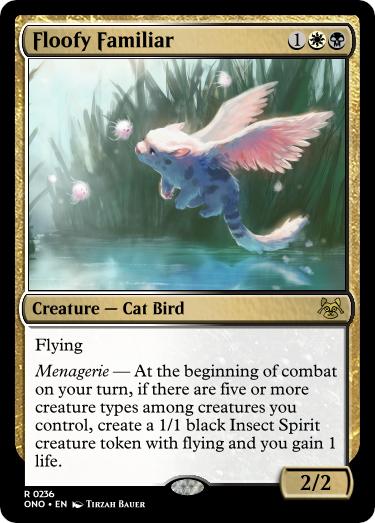 Floofy Familiar 1
Creature — Cat Bird
Flying
Menagerie — At the beginning of combat
on your turn, if there are five or more
creature types among creatures you
control, create a 1/1 black Insect Spirit
creature token with flying and you gain 1
life.
2/2
R 0236
ONO • EN Tirzah Bauer